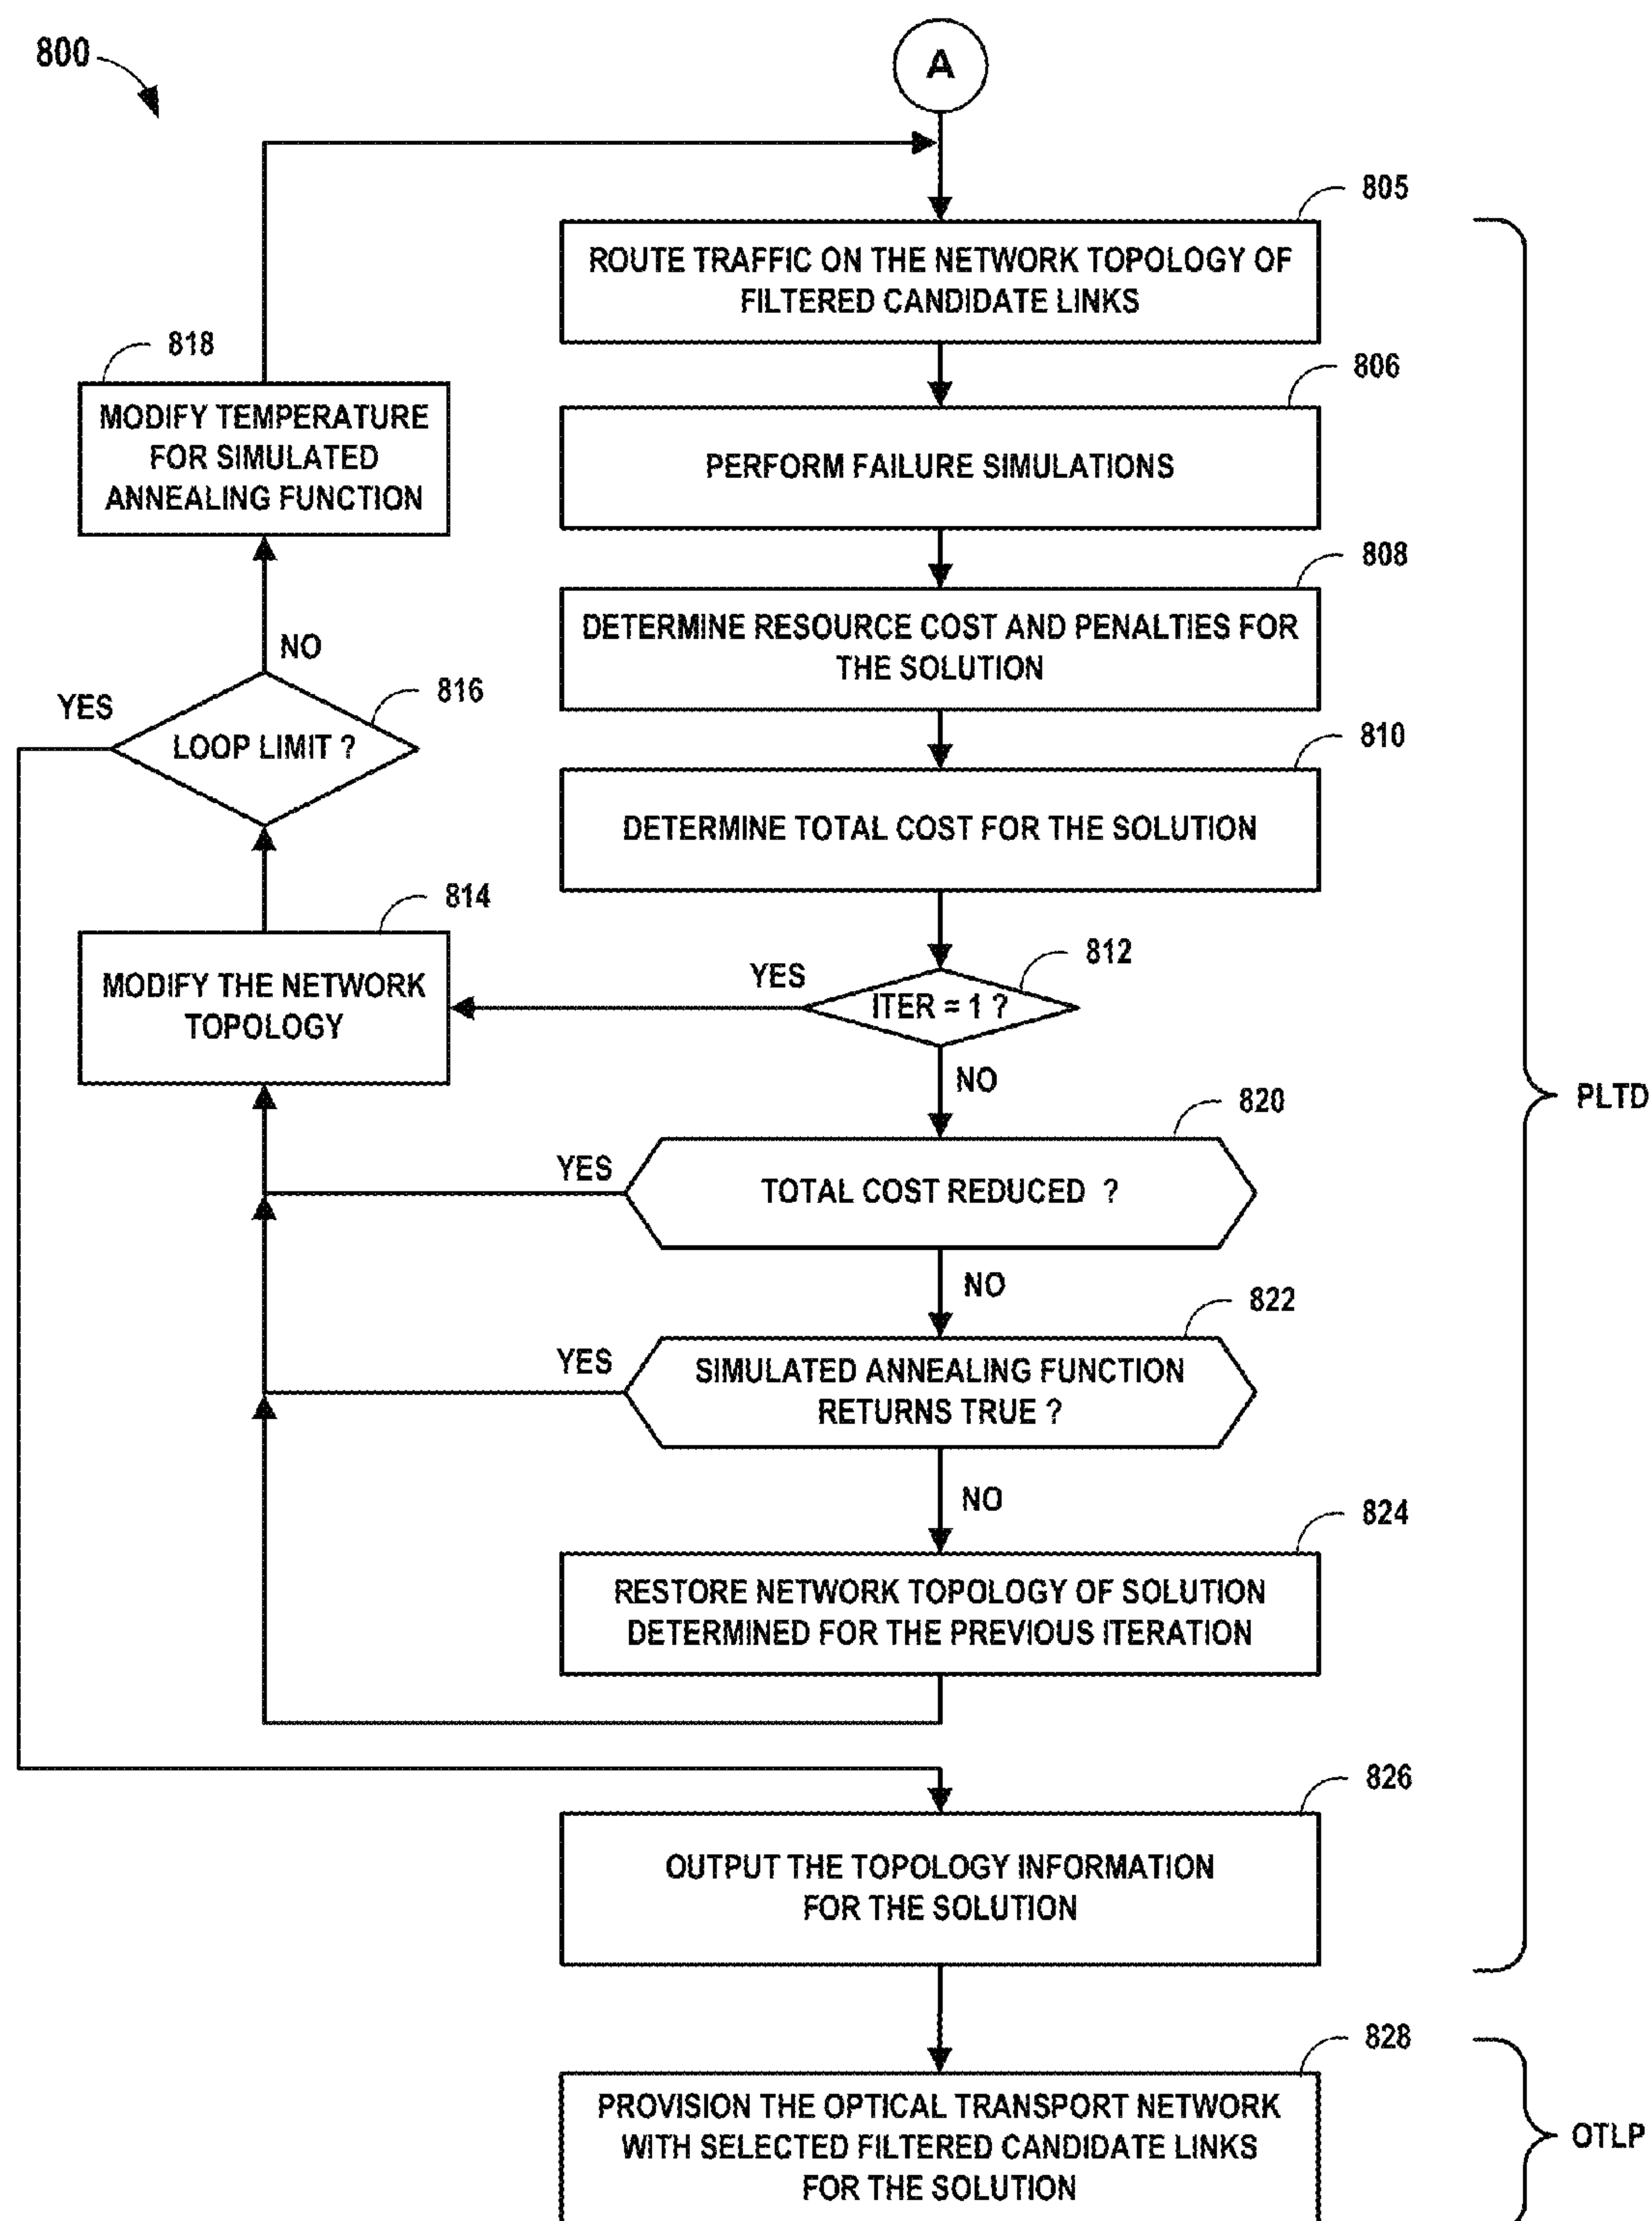 800
A
805
ROUTE TRAFFIC ON THE NETWORK TOPOLOGY OF
FILTERED CANDIDATE LINKS
818
806
MODIFY TEMPERATURE
FOR SIMULATED
ANNEALING FUNCTION
PERFORM FAILURE SIMULATIONS
808
NO
DETERMINE RESOURCE COST AND PENALTIES FOR
THE SOLUTION
816
YES
LOOP LIMIT ?
810
DETERMINE TOTAL COST FOR THE SOLUTION
814
812
YES
MODIFY THE NETWORK
TOPOLOGY
ITER = 1 ?
NO
PLTD
820
YES
TOTAL COST REDUCED ?
NO
822
YES
SIMULATED ANNEALING FUNCTION
RETURNS TRUE ?
NO
824
RESTORE NETWORK TOPOLOGY OF SOLUTION
DETERMINED FOR THE PREVIOUS ITERATION
826
OUTPUT THE TOPOLOGY INFORMATION
FOR THE SOLUTION
828
PROVISION THE OPTICAL TRANSPORT NETWORK
WITH SELECTED FILTERED CANDIDATE LINKS
FOR THE SOLUTION
OTLP